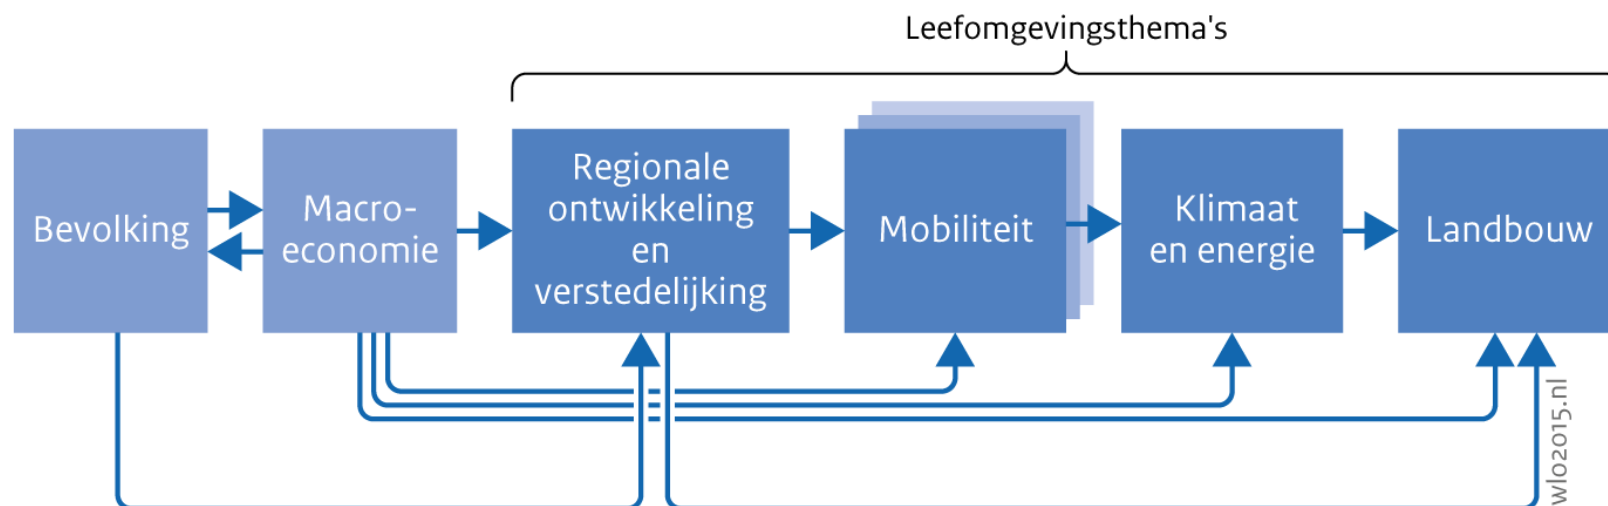 Leefomgevingsthema's
Bevolking
Macro-
economie
Regionale
ontwikkeling
en
verstedelijking
Mobiliteit
Klimaat
en energie
Landbouw
wlo2015.nl